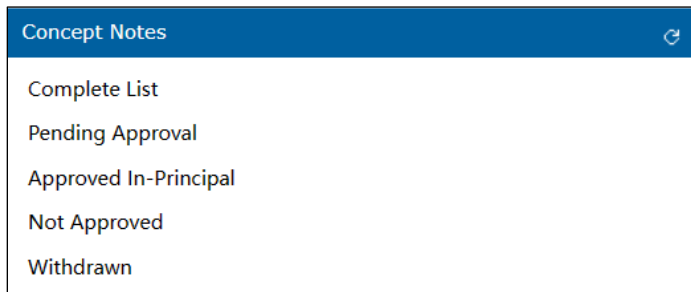 Concept Notes
Complete List
Pending Approval
Approved In-Principal
Not Approved
Withdrawn